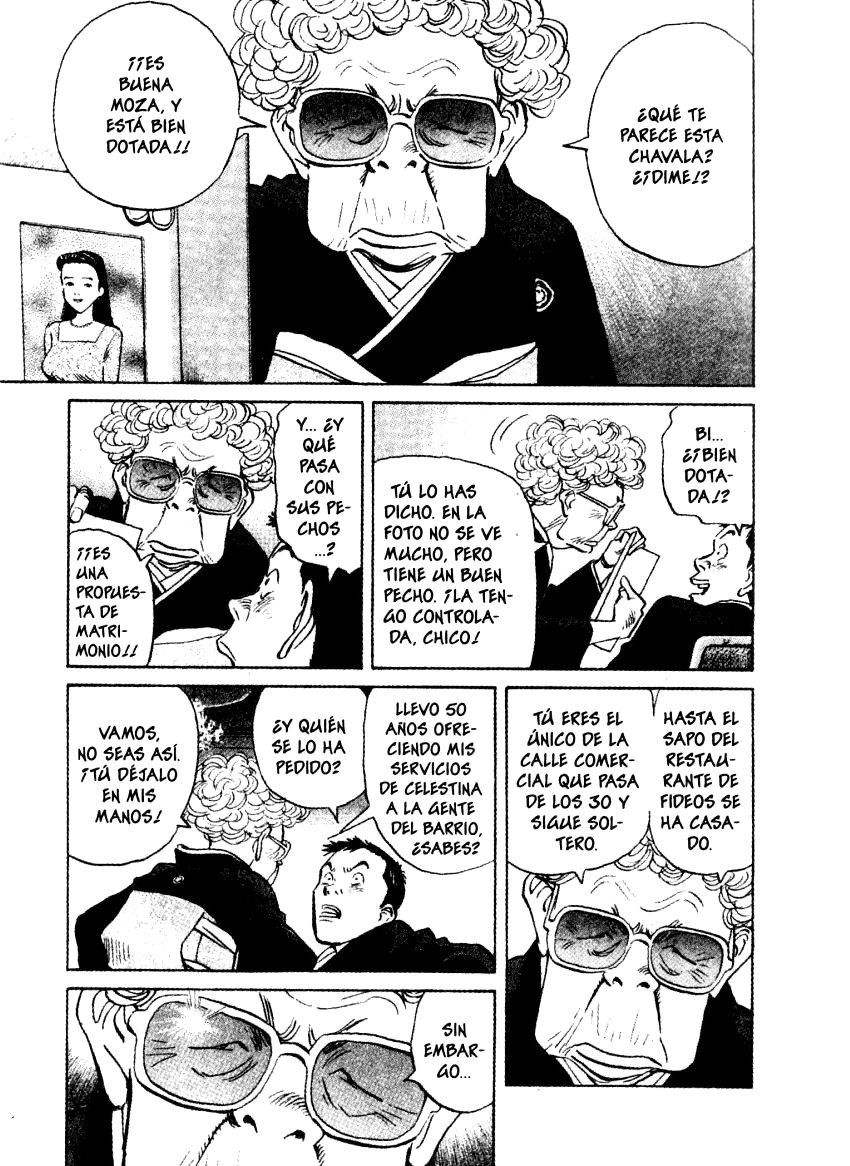 ¿QUÉ TE
PARECE ESTA
CHAVALA?
¿¡DIME!?
¡¡ES
BUENA
MOZA, Y
ESTÁ BIEN
DOTADA!!
BI...
¿¡BIEN
DOTA-
DA!?
TÚ LO HAS
DICHO. EN LA
FOTO NO SE VE
MUCHO, PERO
TIENE UN BUEN
PECHO. ¡LA TEN-
GO CONTROLA-
DA, CHICO!
Y... ¿Y
QUÉ
PASA
CON
SUS PE-
CHOS
...?
¡¡ES
UNA
PROPUES-
TA DE
MATRI-
MONIO!!
HASTA EL
SAPO DEL
RESTAU-
RANTE DE
FIDEOS SE
HA CASA-
DO.
TÚ ERES EL
ÚNICO DE LA
CALLE COMER-
CIAL QUE PASA
DE LOS 30 Y
SIGUE SOL-
TERO.
LLEVO 50
AÑOS OFRE-
CIENDO MIS
SERVICIOS
DE CELESTINA
A LA GENTE
DEL BARRIO,
¿SABES?
¿Y QUIÉN
SE LO HA
PEDIDO?
VAMOS,
NO SEAS ASÍ.
¡TÚ DÉJALO
EN MIS
MANOS!
SIN
EMBAR-
GO...